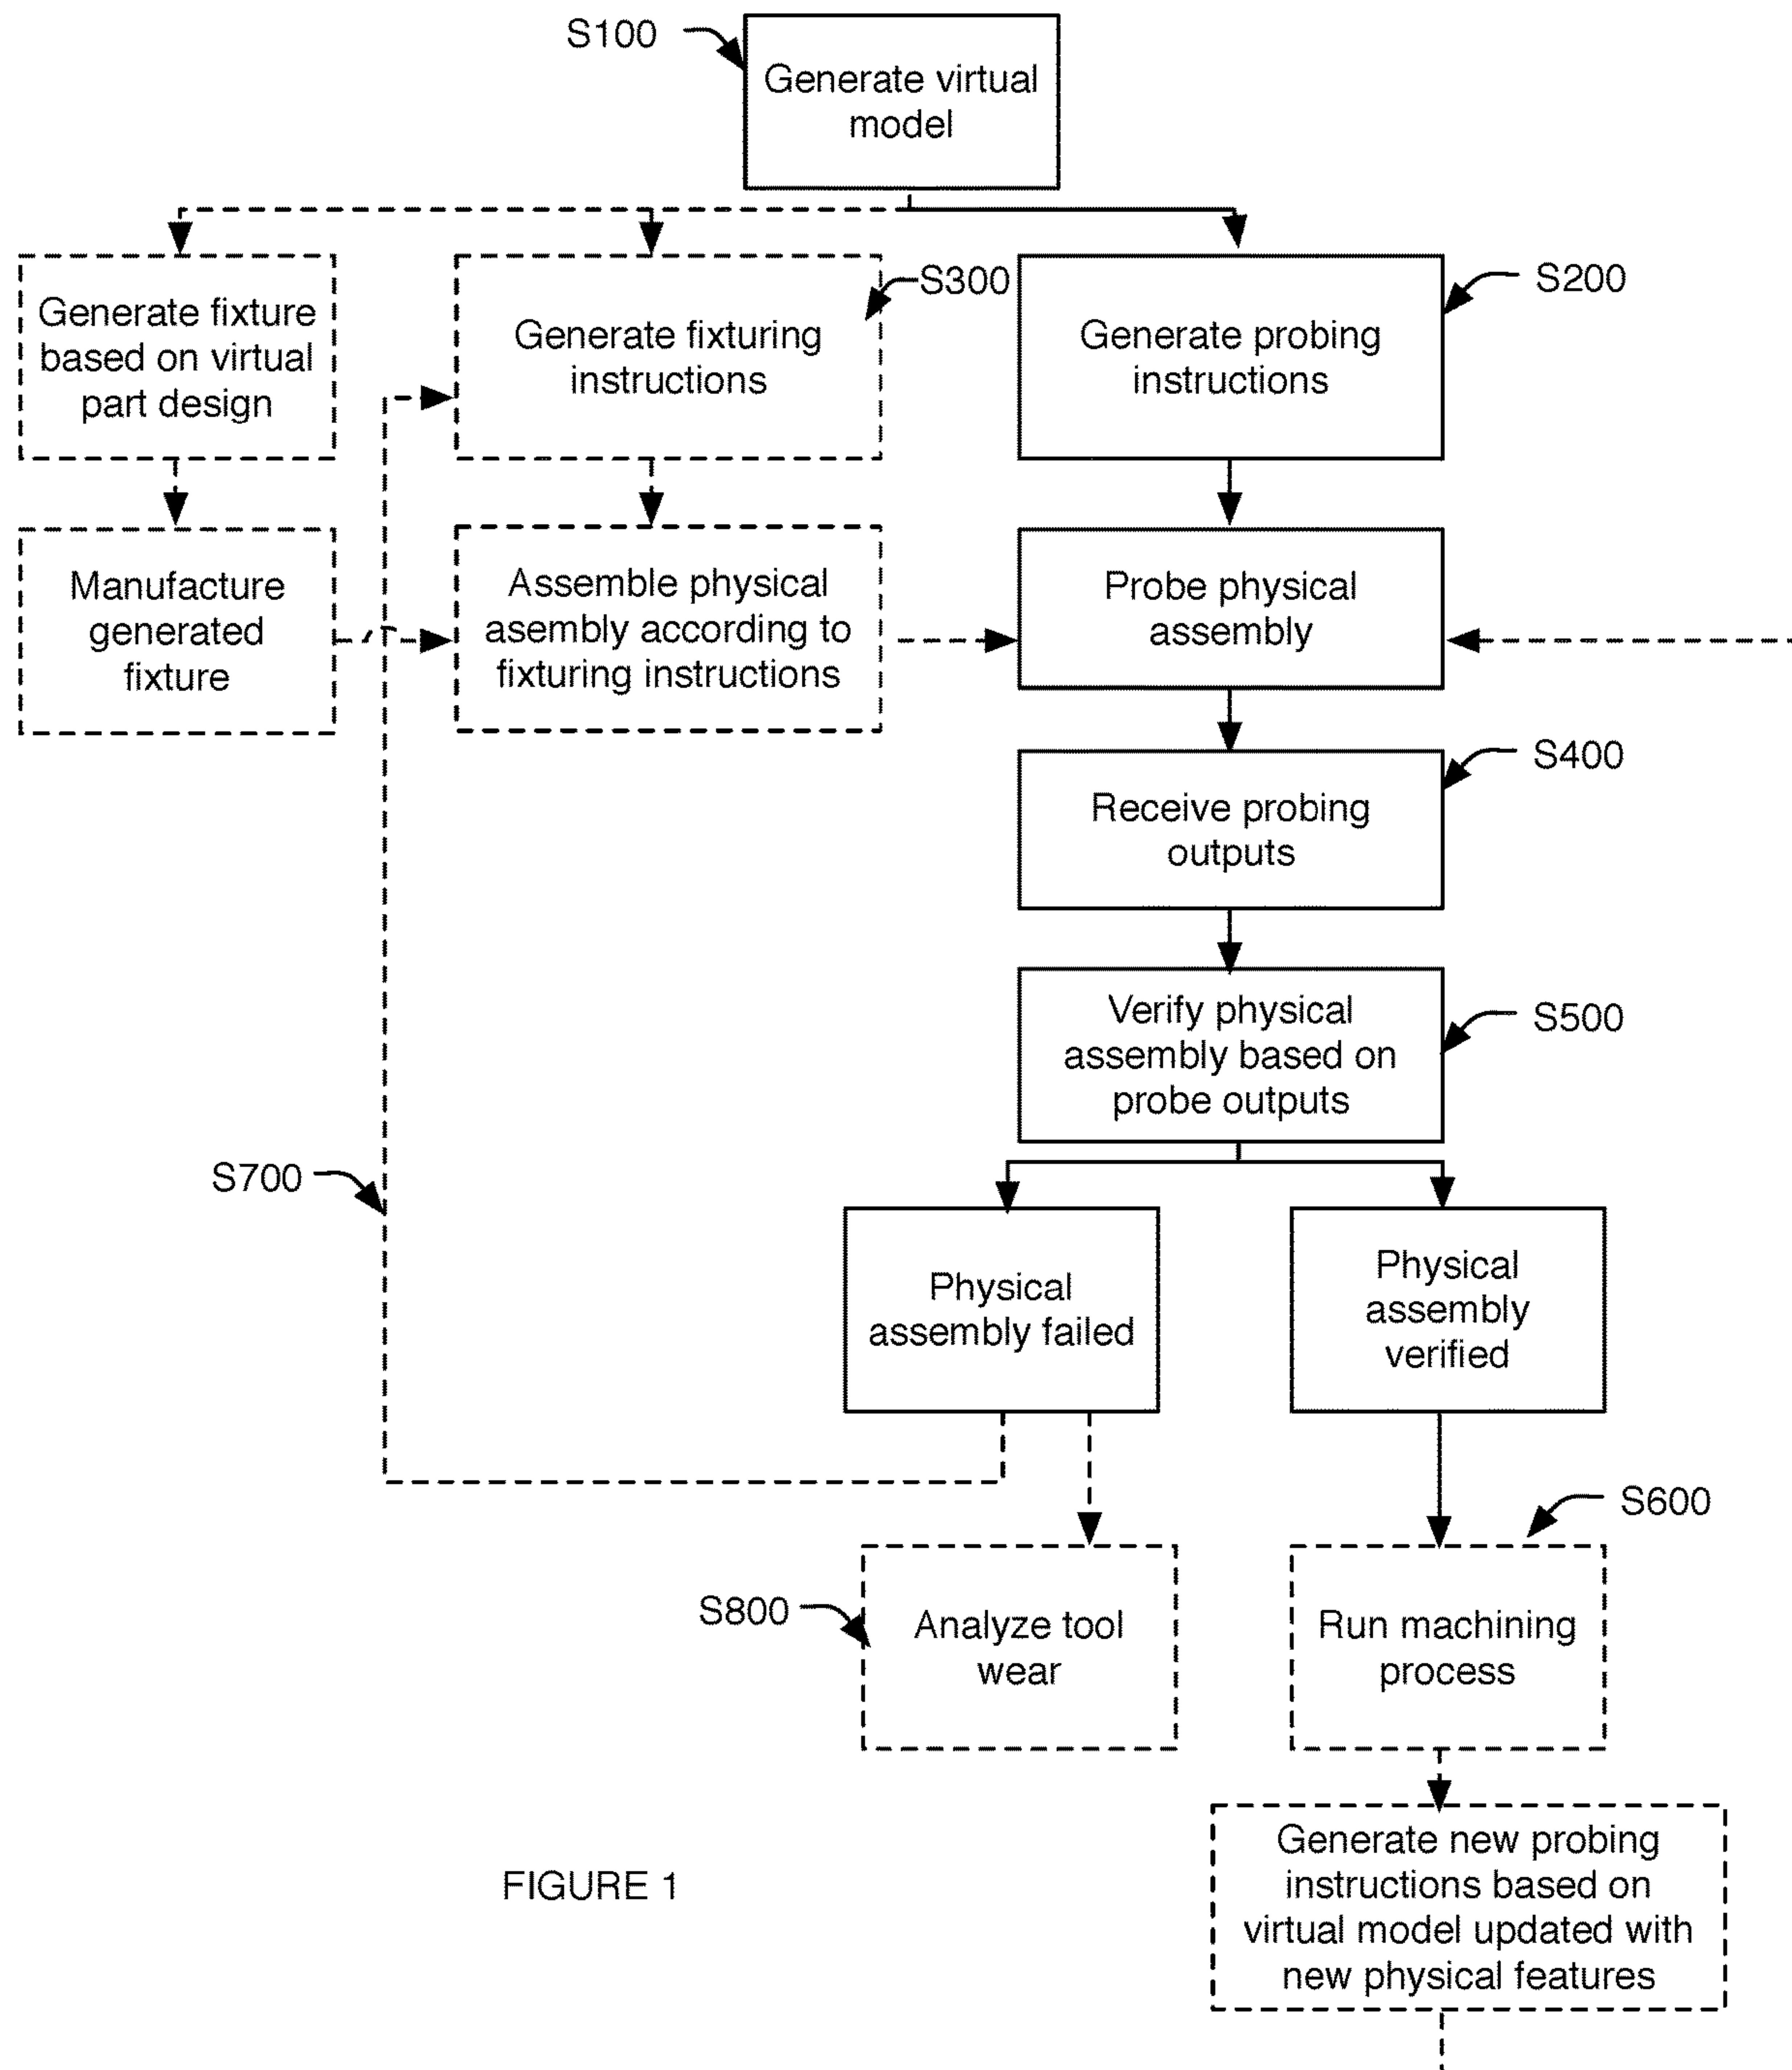 S100
Generate virtual
model
Generate fixture
based on virtual
part design
Generate fixturing
instructions
S300
Generate probing
instructions
S200
Manufacture
generated
fixture
Assemble physical
asembly according to
fixturing instructions
Probe physical
assembly
S400
Receive probing
outputs
Verify physical
assembly based on
probe outputs
S500
S700
Physical
assembly failed
Physical
assembly
verified
S600
S800
Analyze tool
wear
Run machining
process
FIGURE 1
Generate new probing
instructions based on
virtual model updated with
new physical features